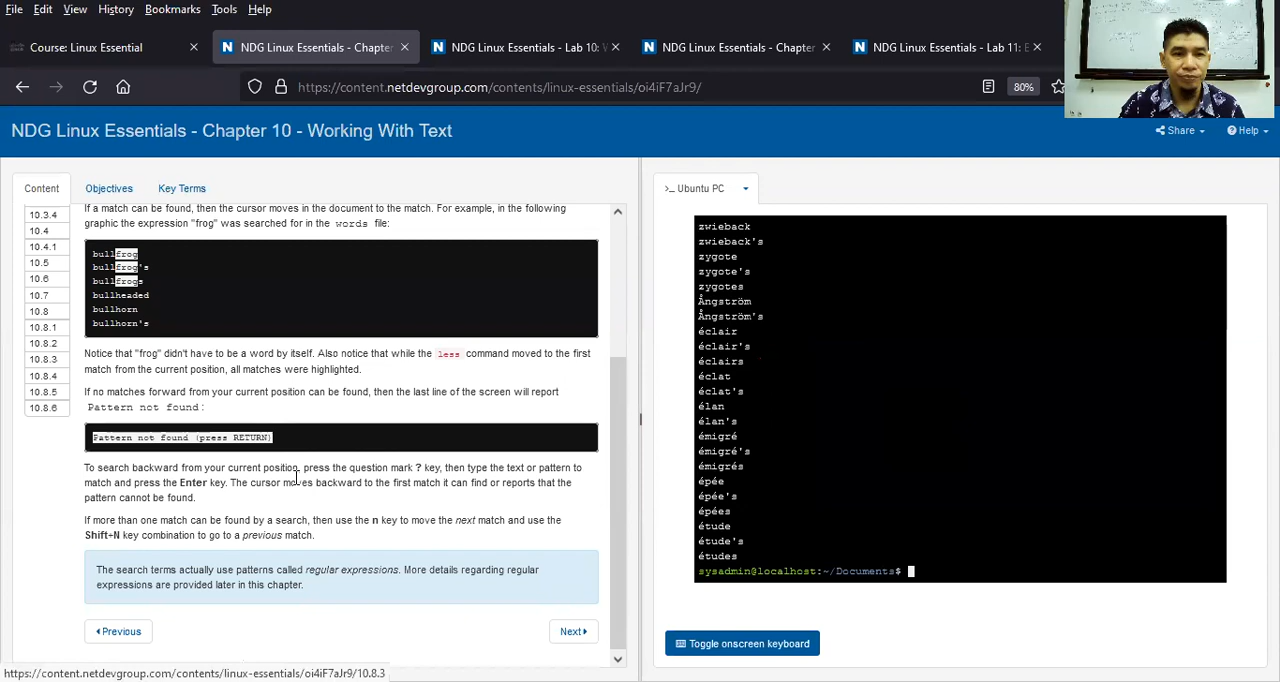 File Edit View History Bookmarks Tools Help
Course: Linux Essential
NDG Linux Essentials - Chapter
NDG Linux Essentials - Lab 10: W
NDG Linux Essentials - Chapter
NDG Linux Essentials - Lab 11: E
https://content.netdevgroup.com/contents/linux-essentials/oi4iF7aJr9/
80%
NDG Linux Essentials - Chapter 10 - Working With Text
Share
Help
Content
Objectives
Key Terms
10.3.4
10.4
10.4.1
10.5
10.6
10.7
10.8
10.8.1
10.8.2
10.8.3
10.8.4
10.8.5
10.8.6
If a match can be found, then the cursor moves in the document to the match. For example, in the following
graphic the expression "frog" was searched for in the words file:
bullfrog
bullfrog's
bullfrogs
bullheaded
bullhorn
bullhorn's
Notice that "frog" didn't have to be a word by itself. Also notice that while the less command moved to the first
match from the current position, all matches were highlighted.
If no matches forward from your current position can be found, then the last line of the screen will report
Pattern not found:
Pattern not found (press RETURN)
To search backward from your current position, press the question mark ? key, then type the text or pattern to
match and press the Enter key. The cursor moves backward to the first match it can find or reports that the
pattern cannot be found.
If more than one match can be found by a search, then use the n key to move the next match and use the
Shift+N key combination to go to a previous match.
The search terms actually use patterns called regular expressions. More details regarding regular
expressions are provided later in this chapter.
Previous
Next
https://content.netdevgroup.com/contents/linux-essentials/oi4iF7aJr9/10.8.3
>_ Ubuntu PC
zwieback
zwieback's
zygote
zygote's
zygotes
Ångström
Ångström's
éclair
éclair's
éclairs
éclat
éclat's
élan
élan's
émigré
émigré's
émigrés
épée
épée's
épées
étude
étude's
études
sysadmin@localhost:~/Documents$
Toggle onscreen keyboard